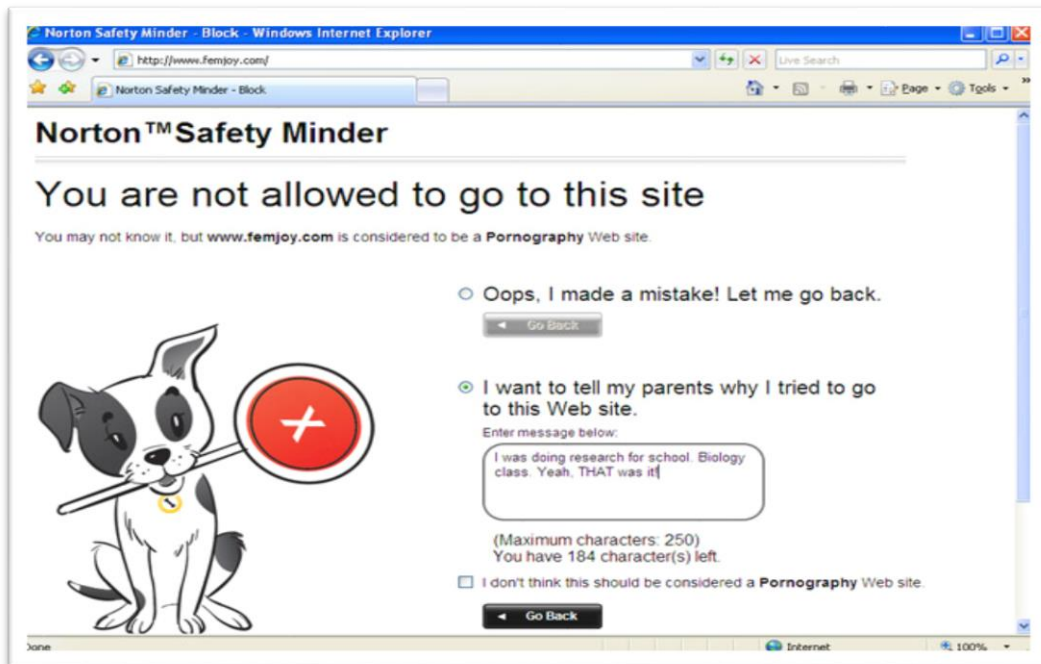 Norton Safety Minder - Block - Windows Internet Explorer
http://www.femjoy.com/
Live Search
Norton Safety Minder - Block
Page
Tools
Norton™Safety Minder
You are not allowed to go to this site
You may not know it, but www.femjoy.com is considered to be a Pornography Web site.
Oops, I made a mistake! Let me go back.
Go Back
I want to tell my parents why I tried to go
to this Web site.
Enter message below:
I was doing research for school. Biology
class. Yeah, THAT was it!
(Maximum characters: 250)
You have 184 character(s) left.
I don't think this should be considered a Pornography Web site.
Go Back
Done
Internet
100%